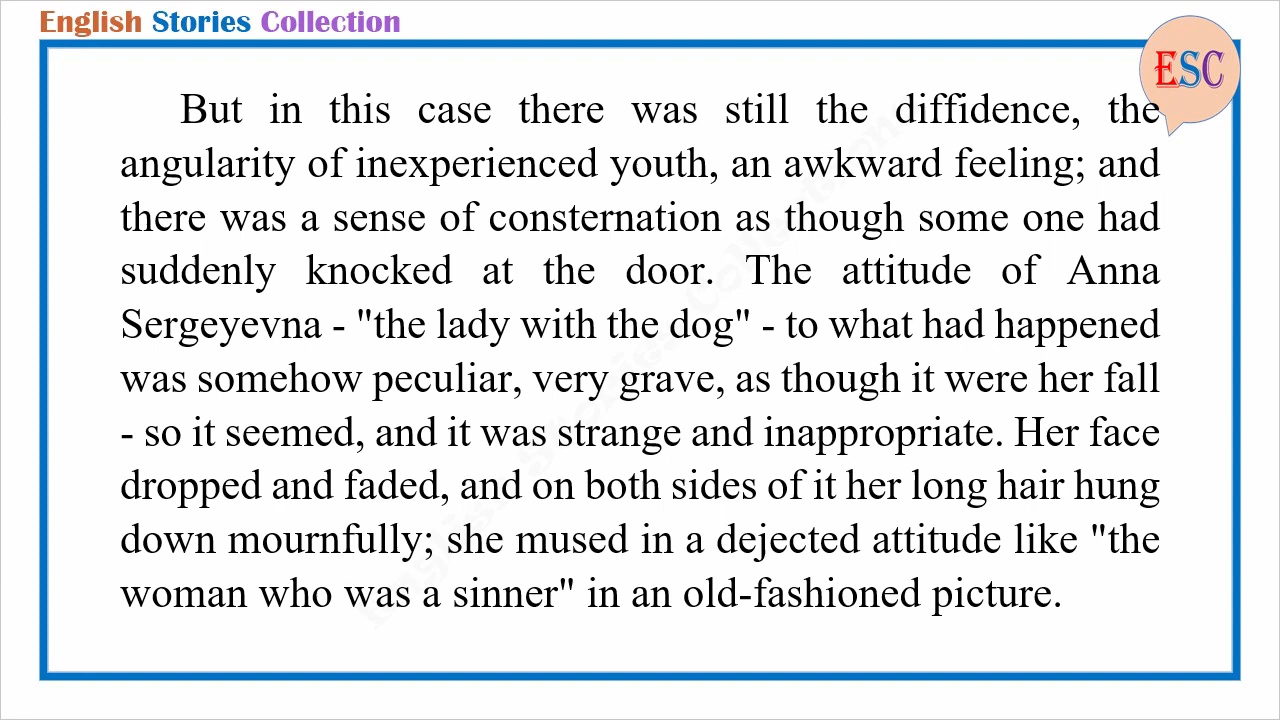 English Stories Collection
ESC
But in this case there was still the diffidence, the
angularity of inexperienced youth, an awkward feeling; and
there was a sense of consternation as though some one had
suddenly knocked at the door. The attitude of Anna
Sergeyevna - "the lady with the dog" - to what had happened
was somehow peculiar, very grave, as though it were her fall
- so it seemed, and it was strange and inappropriate. Her face
dropped and faded, and on both sides of it her long hair hung
down mournfully; she mused in a dejected attitude like "the
woman who was a sinner" in an old-fashioned picture.
English Stories Collection